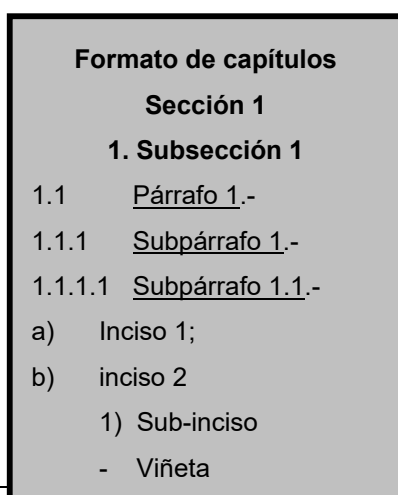 Formato de capítulos
Sección 1
1. Subsección 1
1.1 Párrafo 1.-
1.1.1 Subpárrafo 1.-
1.1.1.1 Subpárrafo 1.1.-
a) Inciso 1;
b) inciso 2
1) Sub-inciso
- Viñeta